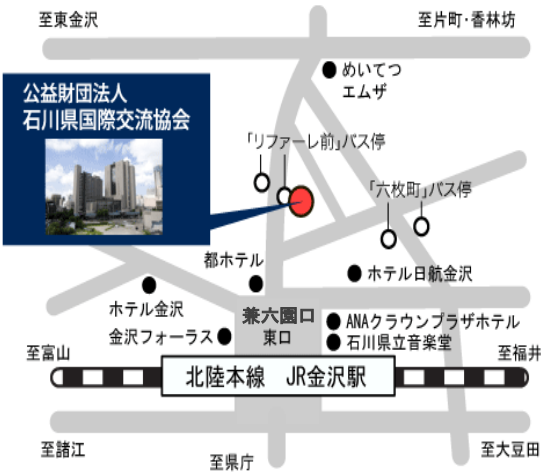 至東金沢
至片町・香林坊
めいてつ
エムザ
公益財団法人
石川県国際交流協会
「リファーレ前」バス停
「六枚町」バス停
都ホテル
ホテル日航金沢
ホテル金沢
兼六園口
ANAクラウンプラザホテル
金沢フォーラス
東口
石川県立音楽堂
至富山
至福井
北陸本線 JR金沢駅
至諸江
至県庁
至大豆田